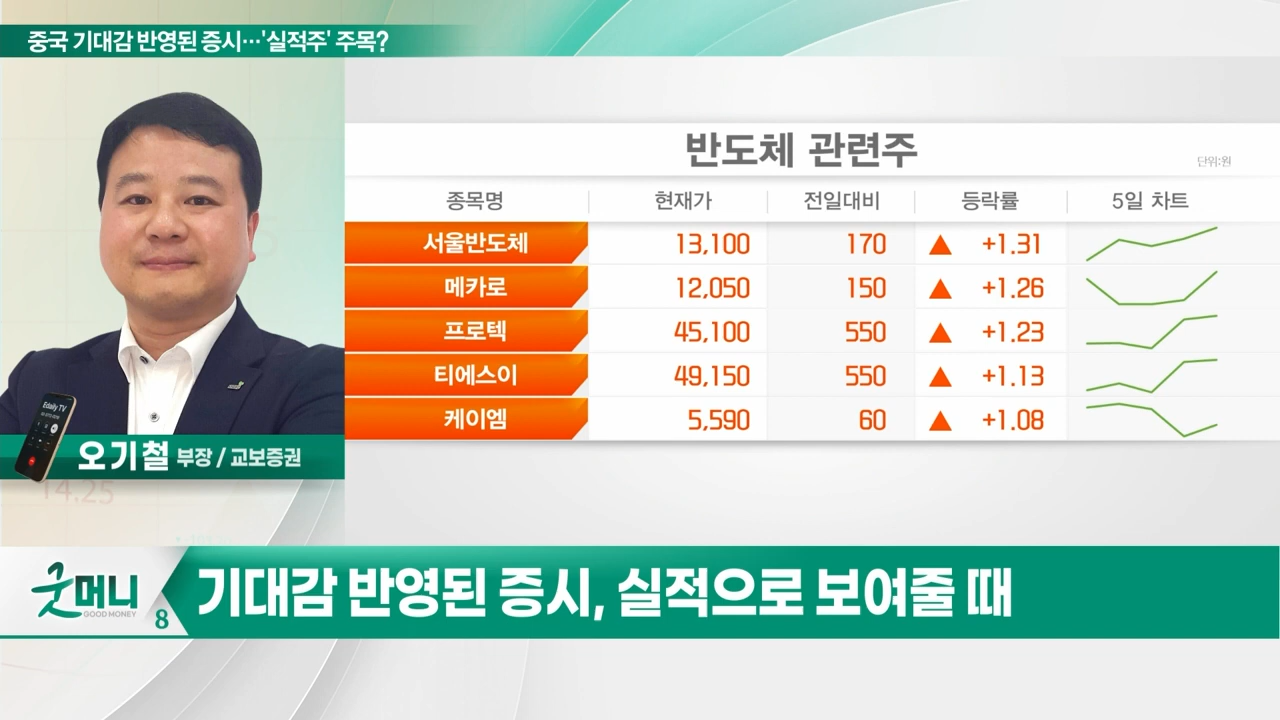 중국 기대감 반영된 증시…'실적주' 주목?
반도체 관련주
단위:원
종목명 현재가 전일대비 등락률 5일 차트
서울반도체 13,100 170 ▲ +1.31
메카로 12,050 150 ▲ +1.26
프로텍 45,100 550 ▲ +1.23
티에스이 49,150 550 ▲ +1.13
케이엠 5,590 60 ▲ +1.08
Edaily TV
오기철 부장 / 교보증권
14.25
굿머니
GOOD MONEY
8
기대감 반영된 증시, 실적으로 보여줄 때